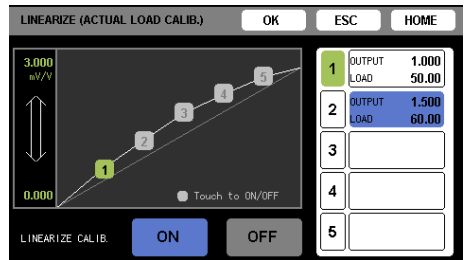 LINEARIZE (ACTUAL LOAD CALIB.) OK ESC HOME
3.000
mV/V
5
4
3
2
1
0.000
Touch to ON/OFF
LINEARIZE CALIB. ON OFF
1 OUTPUT 1.000
LOAD 50.00
2 OUTPUT 1.500
LOAD 60.00
3
4
5